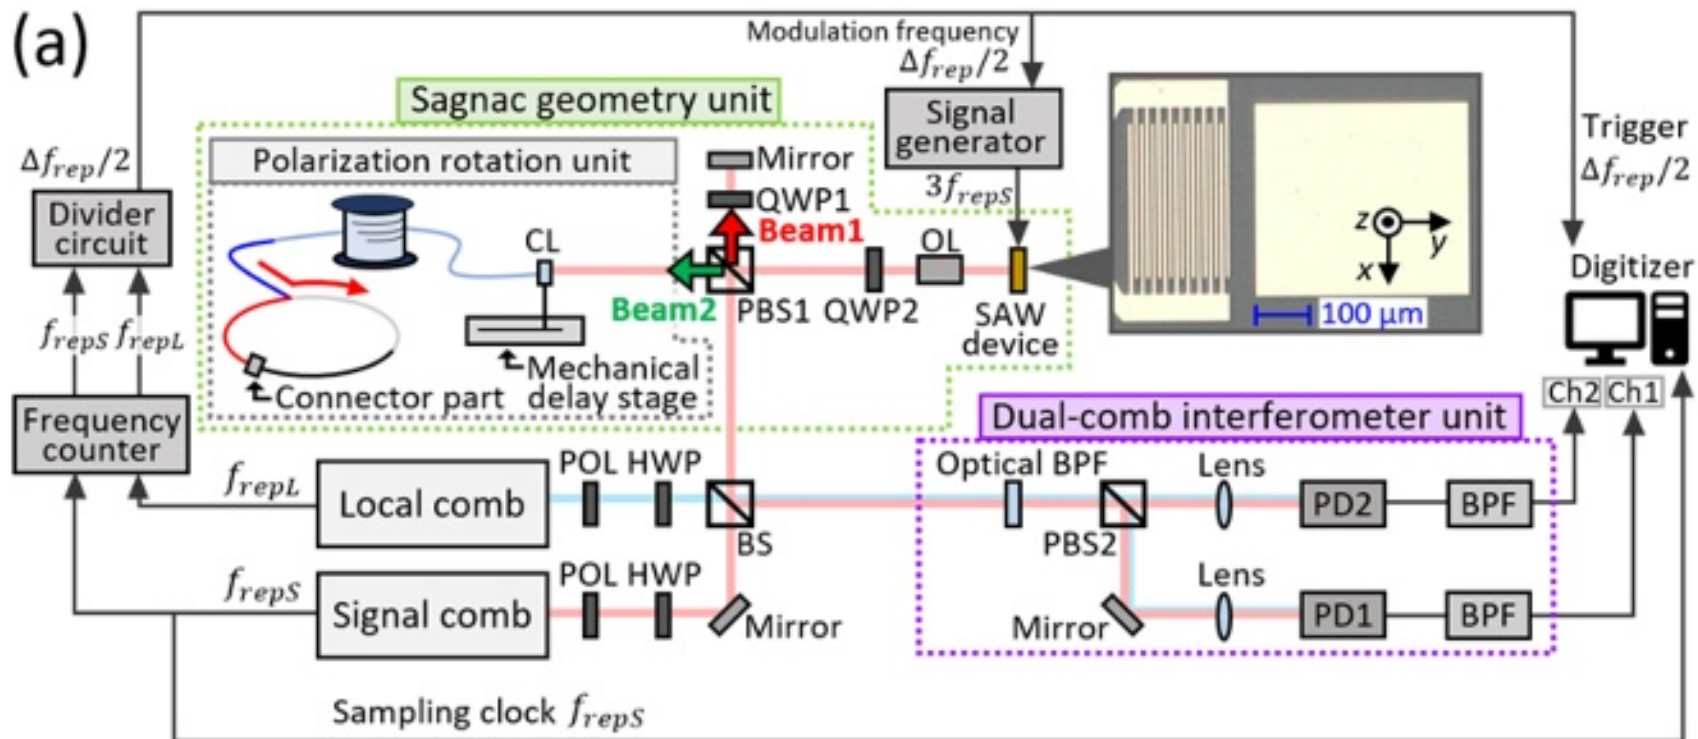 (a)
Modulation frequency
Δf_rep/2
Sagnac geometry unit
Signal
generator
Trigger
Δf_rep/2
Δf_rep/2
Polarization rotation unit
Mirror
3f_repS
Divider
circuit
QWP1
Beam1
CL
OL
z
y
x
Digitizer
Beam2
PBS1
QWP2
SAW
device
100 μm
f_repS
f_repL
Mechanical
delay stage
Connector part
Ch2
Ch1
Frequency
counter
Dual-comb interferometer unit
f_repL
POL
HWP
Optical BPF
Lens
Local comb
PD2
BPF
BS
PBS2
f_repS
POL
HWP
Lens
Signal comb
Mirror
Mirror
PD1
BPF
Sampling clock f_repS